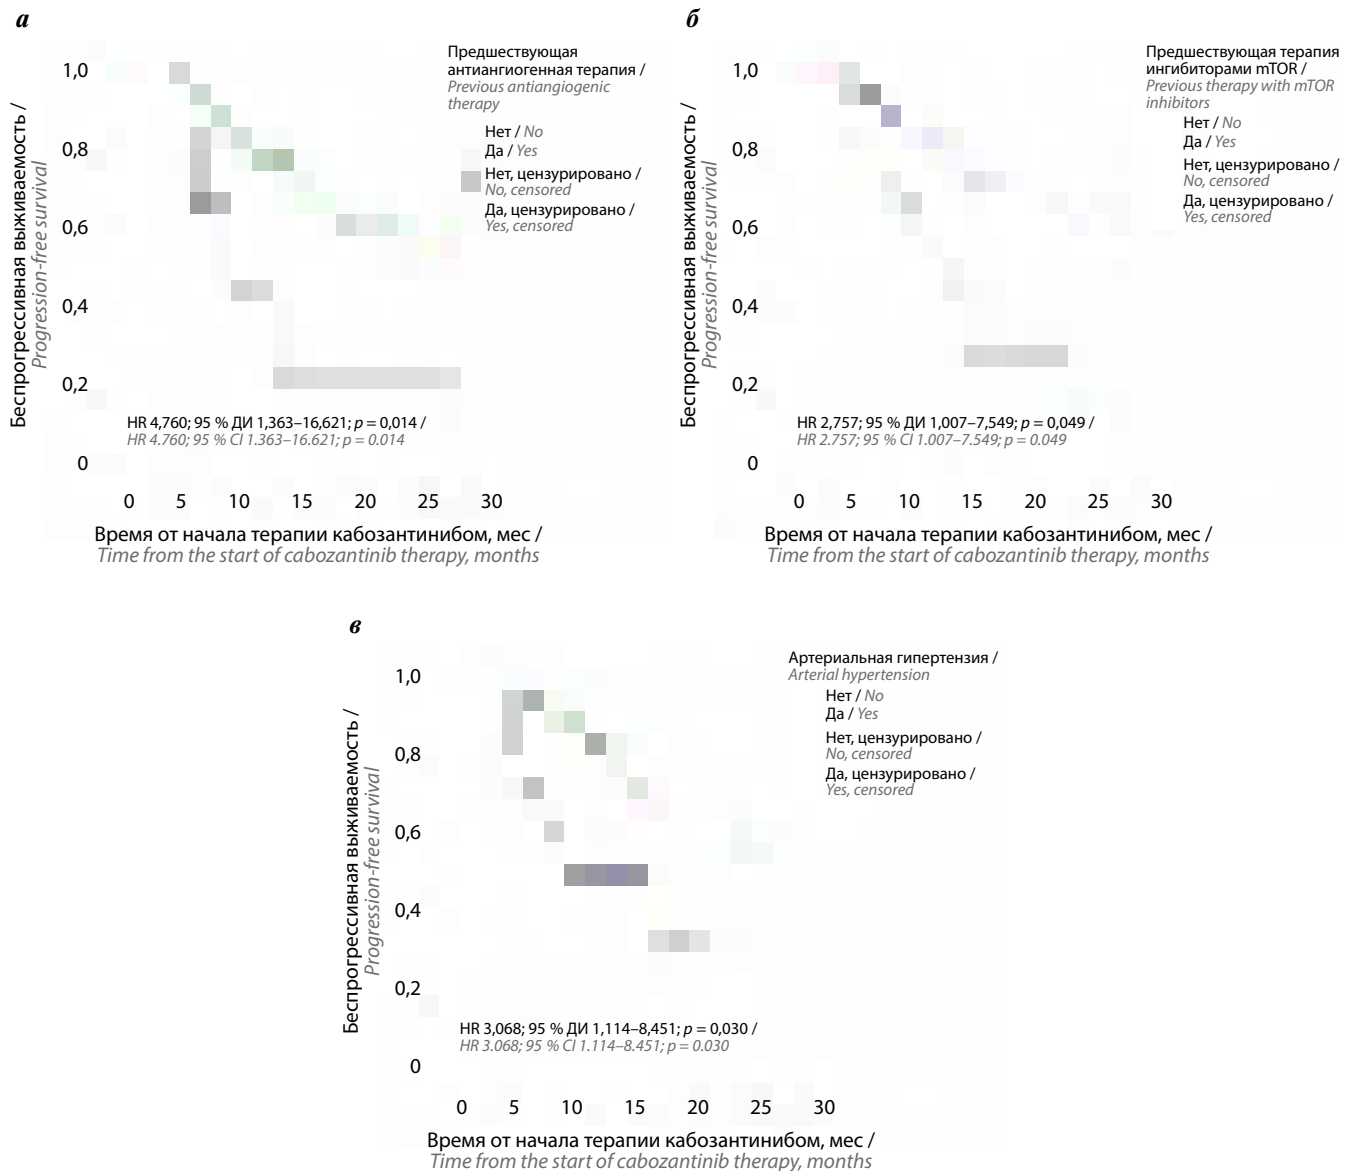 а
Беспрогрессивная выживаемость /
Progression-free survival
1,0
0,8
0,6
0,4
0,2
0
Предшествующая
антиангиогенная терапия /
Previous antiangiogenic
therapy
Нет / No
Да / Yes
Нет, цензурировано /
No, censored
Да, цензурировано /
Yes, censored
HR 4,760; 95 % ДИ 1,363–16,621; p = 0,014 /
HR 4.760; 95 % CI 1.363–16.621; p = 0.014
0 5 10 15 20 25 30
Время от начала терапии кабозантинибом, мес /
Time from the start of cabozantinib therapy, months
б
Беспрогрессивная выживаемость /
Progression-free survival
1,0
0,8
0,6
0,4
0,2
0
Предшествующая терапия
ингибиторами mTOR /
Previous therapy with mTOR
inhibitors
Нет / No
Да / Yes
Нет, цензурировано /
No, censored
Да, цензурировано /
Yes, censored
HR 2,757; 95 % ДИ 1,007–7,549; p = 0,049 /
HR 2.757; 95 % CI 1.007–7.549; p = 0.049
0 5 10 15 20 25 30
Время от начала терапии кабозантинибом, мес /
Time from the start of cabozantinib therapy, months
в
Беспрогрессивная выживаемость /
Progression-free survival
1,0
0,8
0,6
0,4
0,2
0
Артериальная гипертензия /
Arterial hypertension
Нет / No
Да / Yes
Нет, цензурировано /
No, censored
Да, цензурировано /
Yes, censored
HR 3,068; 95 % ДИ 1,114–8,451; p = 0,030 /
HR 3.068; 95 % CI 1.114–8.451; p = 0.030
0 5 10 15 20 25 30
Время от начала терапии кабозантинибом, мес /
Time from the start of cabozantinib therapy, months